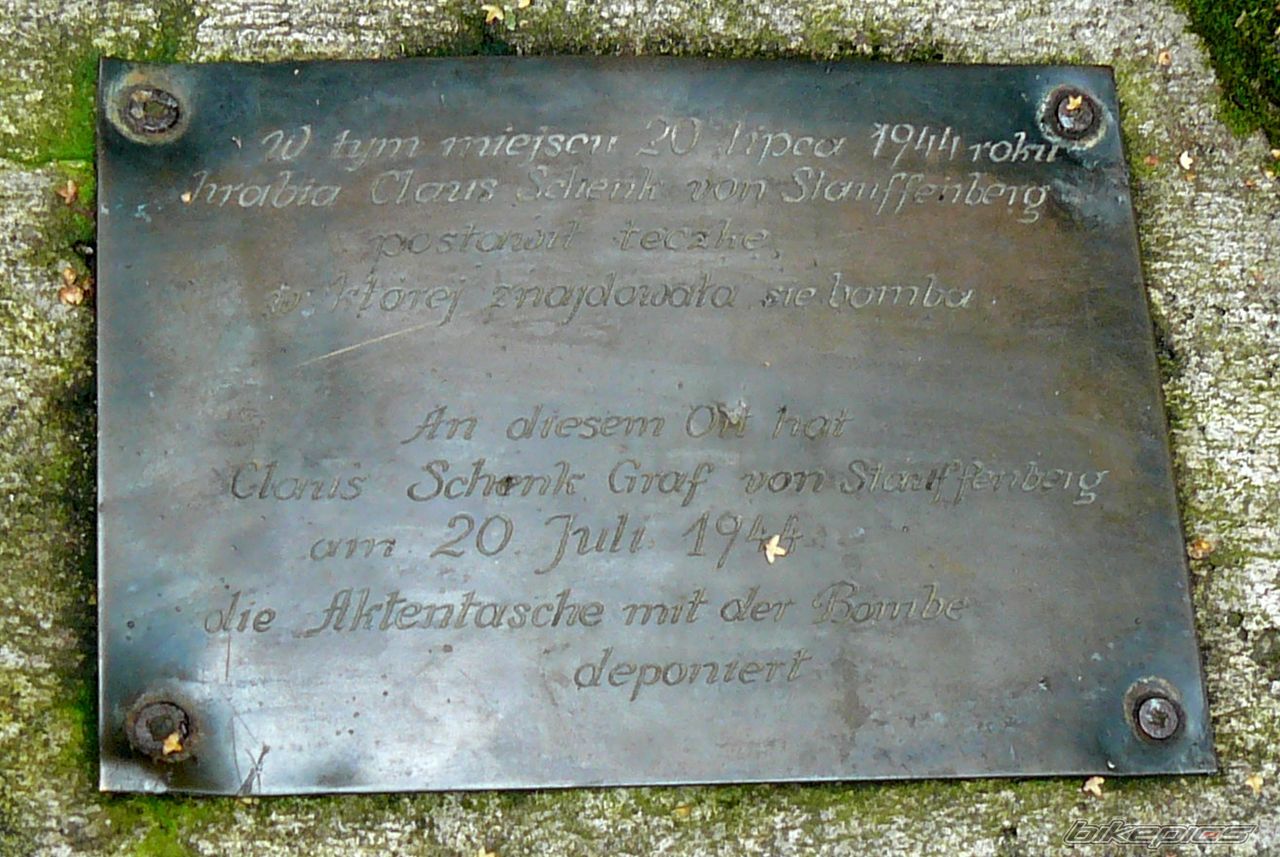 W tym miejscu 20 lipca 1944 roku
hrabia Claus Schenk von Stauffenberg
postawił teczkę,
w której znajdowała się bomba
An diesem Ort hat
Claus Schenk Graf von Stauffenberg
am 20. Juli 1944
die Aktentasche mit der Bombe
deponiert
bikepics